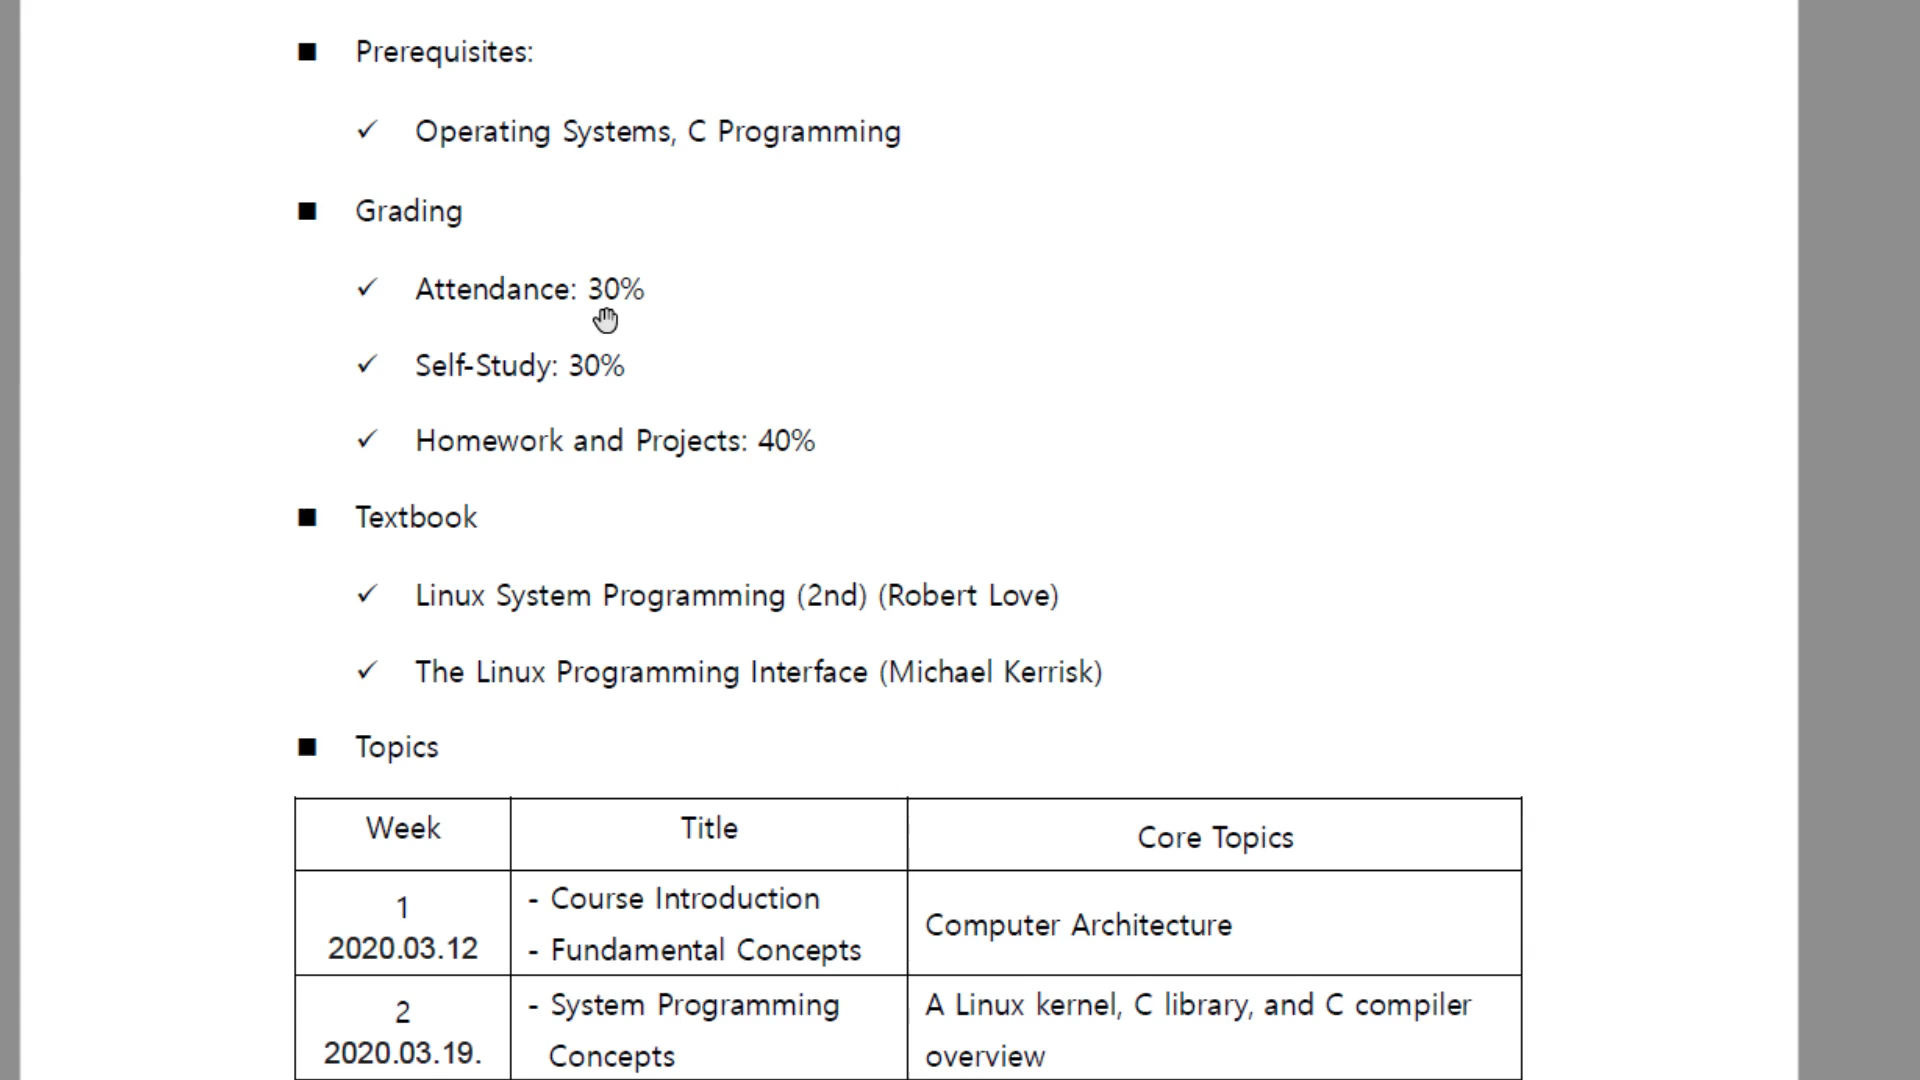 ■ Prerequisites:
✓ Operating Systems, C Programming
■ Grading
✓ Attendance: 30%
✓ Self-Study: 30%
✓ Homework and Projects: 40%
■ Textbook
✓ Linux System Programming (2nd) (Robert Love)
✓ The Linux Programming Interface (Michael Kerrisk)
■ Topics
Week Title Core Topics
1
2020.03.12
- Course Introduction
- Fundamental Concepts
Computer Architecture
2
2020.03.19.
- System Programming
Concepts
A Linux kernel, C library, and C compiler
overview